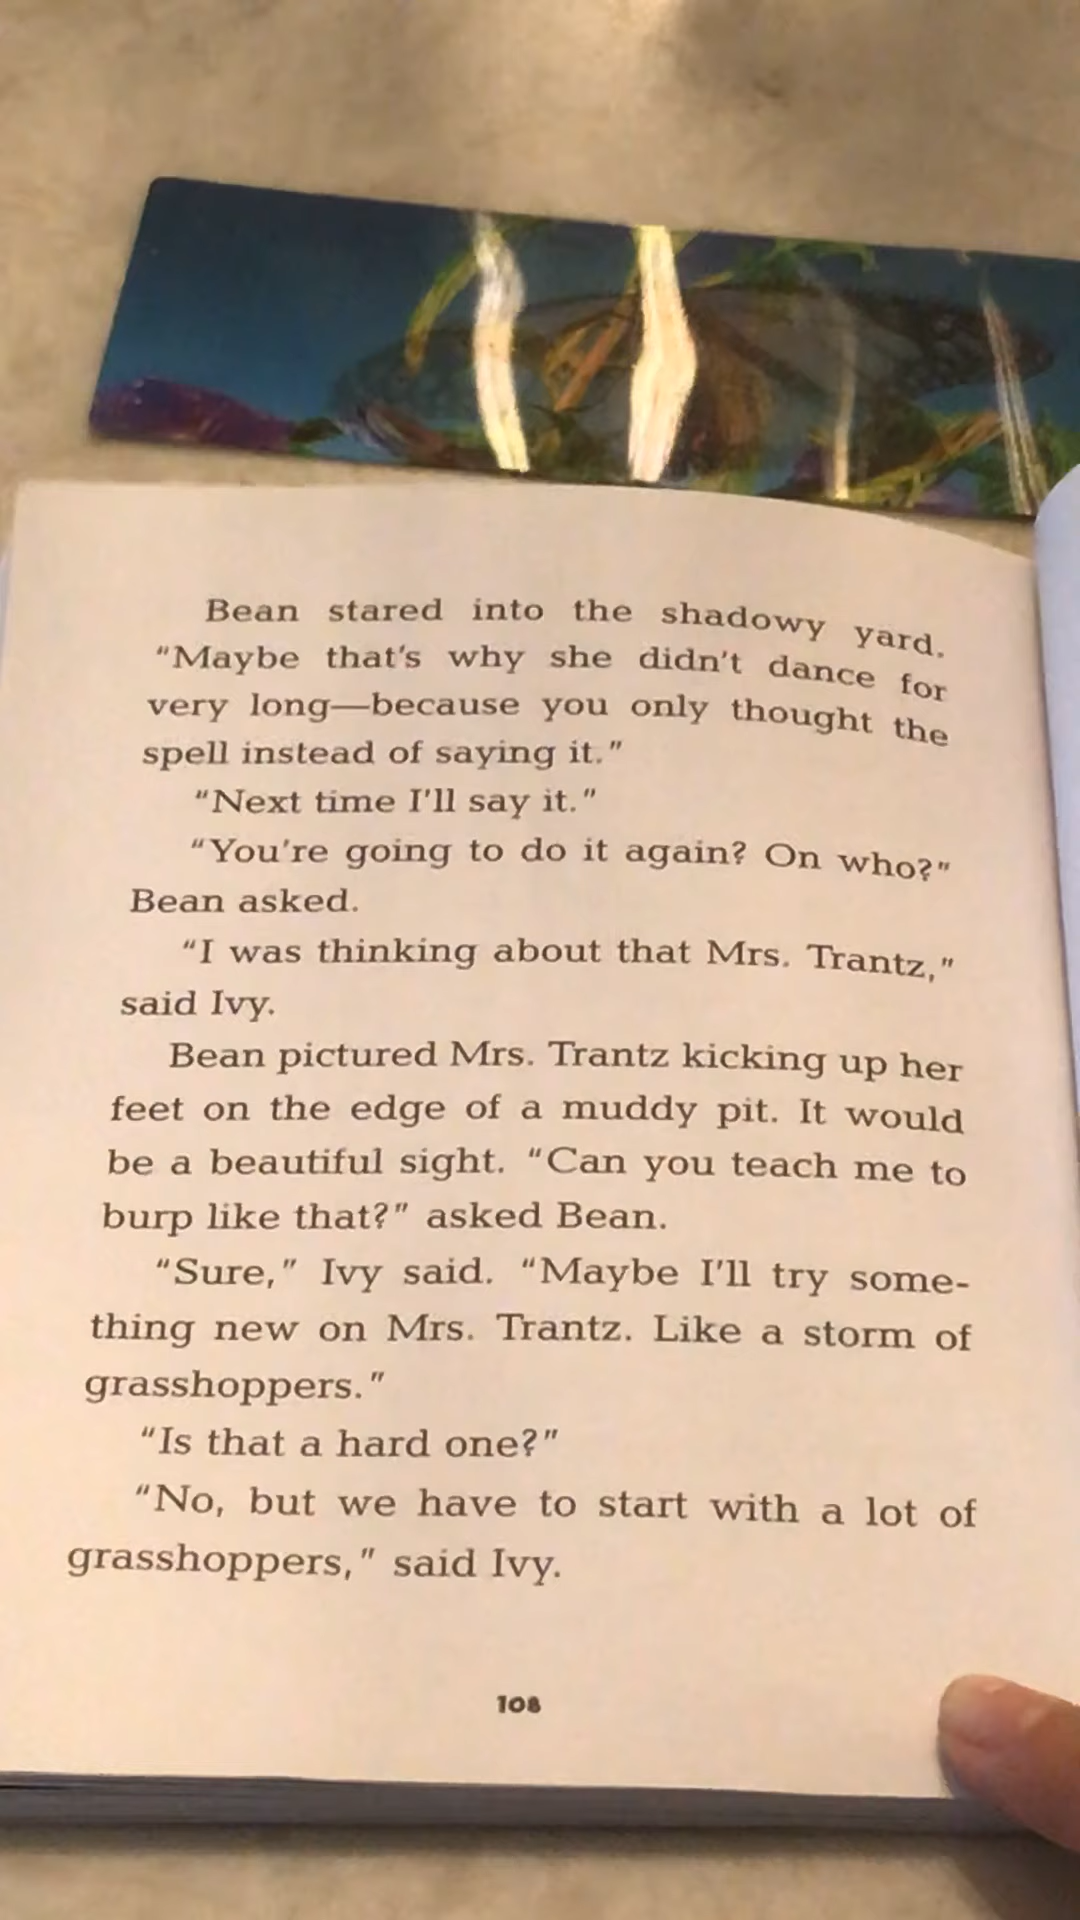 Bean stared into the shadowy yard.
“Maybe that's why she didn't dance for
very long—because you only thought the
spell instead of saying it.”
“Next time I'll say it.”
“You're going to do it again? On who?”
Bean asked.
“I was thinking about that Mrs. Trantz,”
said Ivy.
Bean pictured Mrs. Trantz kicking up her
feet on the edge of a muddy pit. It would
be a beautiful sight. “Can you teach me to
burp like that?” asked Bean.
“Sure,” Ivy said. “Maybe I'll try some-
thing new on Mrs. Trantz. Like a storm of
grasshoppers.”
“Is that a hard one?”
“No, but we have to start with a lot of
grasshoppers,” said Ivy.
108